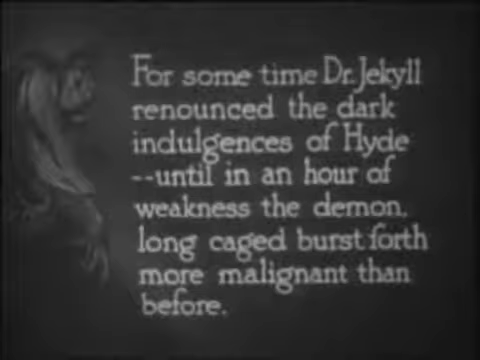 For some time Dr. Jekyll
renounced the dark
indulgences of Hyde
--until in an hour of
weakness the demon,
long caged burst forth
more malignant than
before.